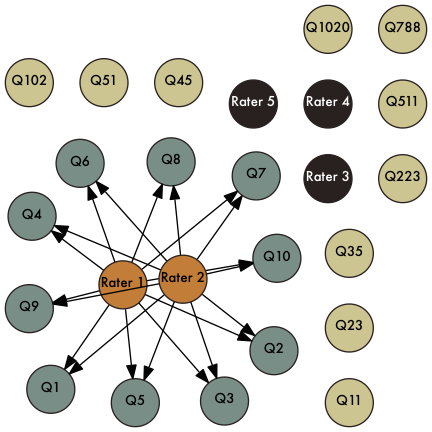 Q1020
Q788
Q102
Q51
Q45
Rater 5
Rater 4
Q511
Q6
Q8
Q7
Rater 3
Q223
Q4
Q10
Q35
Rater 1
Rater 2
Q9
Q23
Q2
Q1
Q5
Q3
Q11